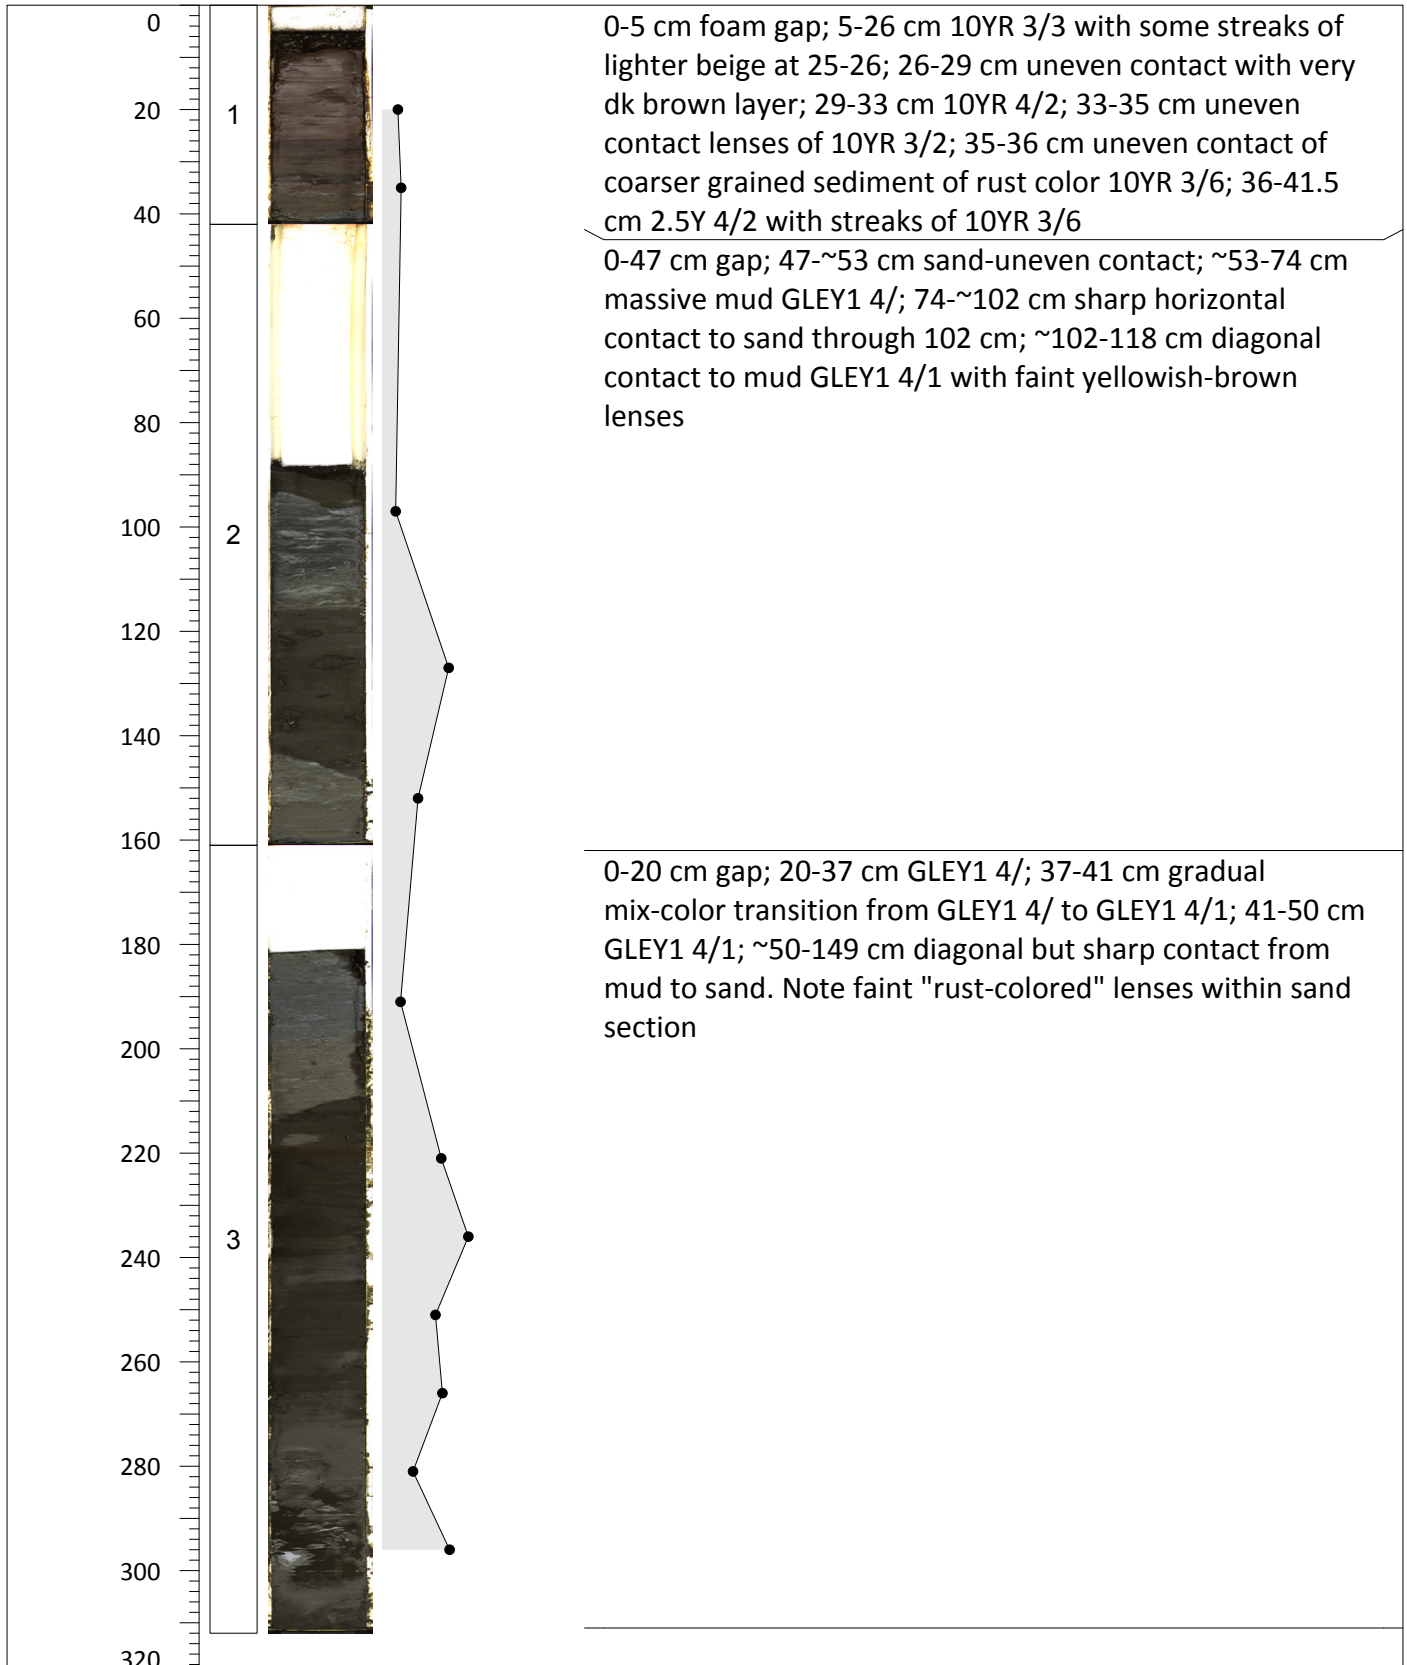 0
20
40
60
80
100
120
140
160
180
200
220
240
260
280
300
320
1
2
3
0-5 cm foam gap; 5-26 cm 10YR 3/3 with some streaks of
lighter beige at 25-26; 26-29 cm uneven contact with very
dk brown layer; 29-33 cm 10YR 4/2; 33-35 cm uneven
contact lenses of 10YR 3/2; 35-36 cm uneven contact of
coarser grained sediment of rust color 10YR 3/6; 36-41.5
cm 2.5Y 4/2 with streaks of 10YR 3/6
0-47 cm gap; 47-~53 cm sand-uneven contact; ~53-74 cm
massive mud GLEY1 4/; 74-~102 cm sharp horizontal
contact to sand through 102 cm; ~102-118 cm diagonal
contact to mud GLEY1 4/1 with faint yellowish-brown
lenses
0-20 cm gap; 20-37 cm GLEY1 4/; 37-41 cm gradual
mix-color transition from GLEY1 4/ to GLEY1 4/1; 41-50 cm
GLEY1 4/1; ~50-149 cm diagonal but sharp contact from
mud to sand. Note faint "rust-colored" lenses within sand
section